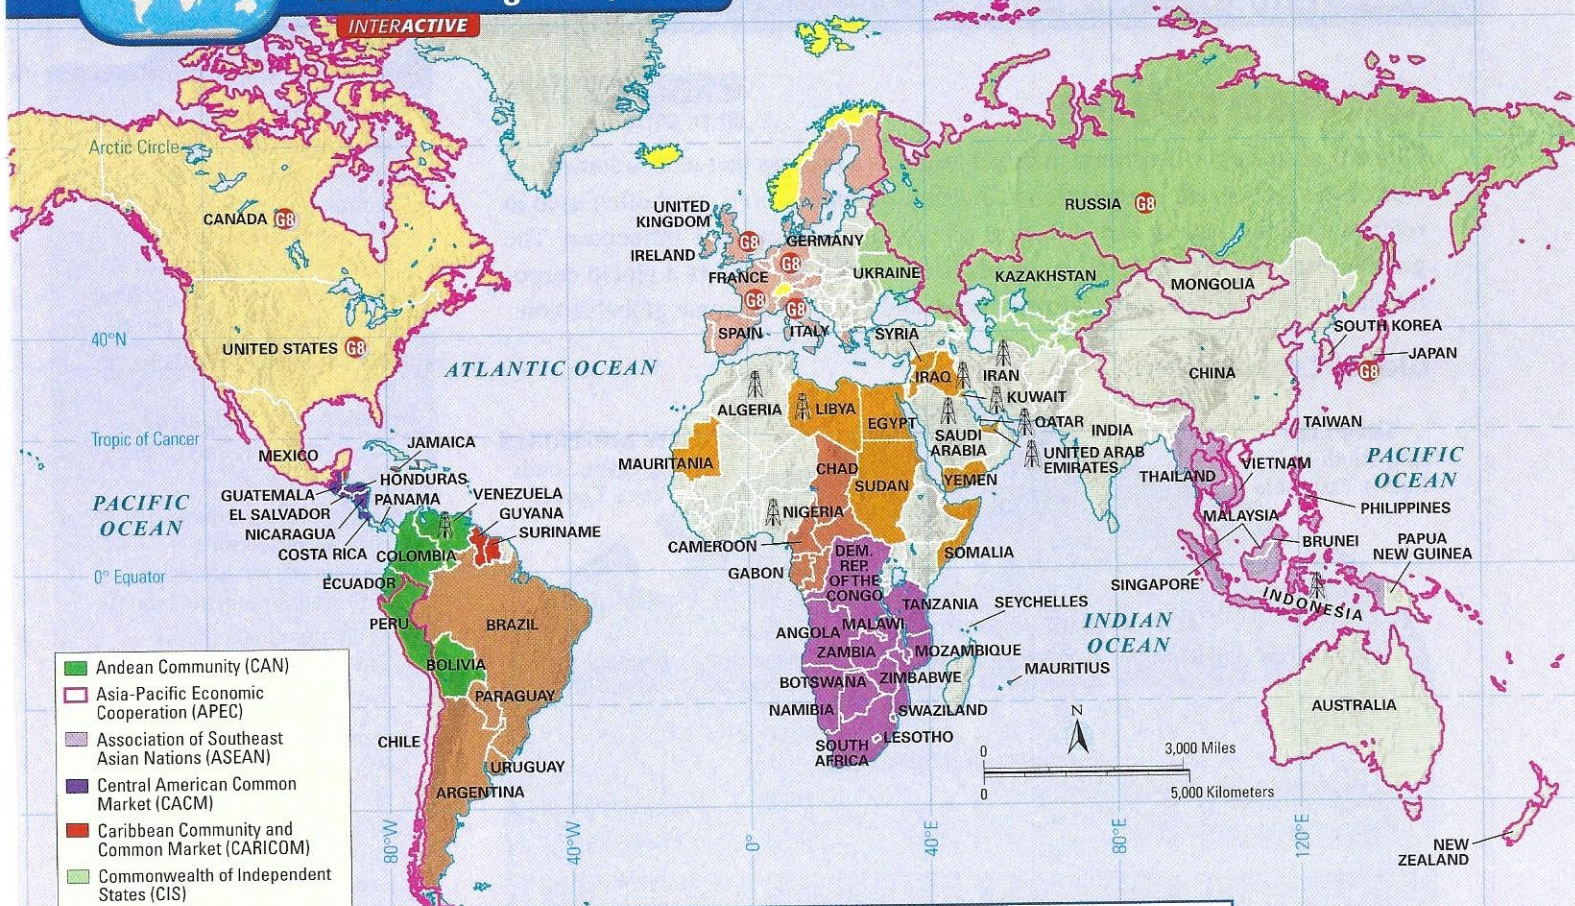 INTERACTIVE
Arctic Circle
CANADA G8
UNITED KINGDOM
G8
IRELAND
GERMANY
G8
RUSSIA G8
FRANCE
G8
G8
UKRAINE
KAZAKHSTAN
MONGOLIA
40°N
UNITED STATES G8
ATLANTIC OCEAN
SPAIN
ITALY
SYRIA
SOUTH KOREA
JAPAN
G8
CHINA
IRAQ
IRAN
KUWAIT
ALGERIA
LIBYA
EGYPT
QATAR
SAUDI ARABIA
UNITED ARAB EMIRATES
INDIA
TAIWAN
Tropic of Cancer
MEXICO
JAMAICA
HONDURAS
GUATEMALA
PANAMA
EL SALVADOR
NICARAGUA
COSTA RICA
VENEZUELA
GUYANA
SURINAME
COLOMBIA
PACIFIC OCEAN
MAURITANIA
CHAD
SUDAN
YEMEN
NIGERIA
CAMEROON
GABON
DEM. REP. OF THE CONGO
SOMALIA
THAILAND
VIETNAM
PACIFIC OCEAN
PHILIPPINES
MALAYSIA
BRUNEI
PAPUA NEW GUINEA
SINGAPORE
INDONESIA
0° Equator
ECUADOR
PERU
BRAZIL
BOLIVIA
PARAGUAY
CHILE
URUGUAY
ARGENTINA
TANZANIA
SEYCHELLES
INDIAN OCEAN
ANGOLA
MALAWI
ZAMBIA
MOZAMBIQUE
MAURITIUS
BOTSWANA
ZIMBABWE
NAMIBIA
SWAZILAND
LESOTHO
SOUTH AFRICA
AUSTRALIA
NEW ZEALAND
N
0
3,000 Miles
0
5,000 Kilometers
80°W
40°W
0°
40°E
80°E
120°E
Andean Community (CAN)
Asia-Pacific Economic
Cooperation (APEC)
Association of Southeast
Asian Nations (ASEAN)
Central American Common
Market (CACM)
Caribbean Community and
Common Market (CARICOM)
Commonwealth of Independent
States (CIS)